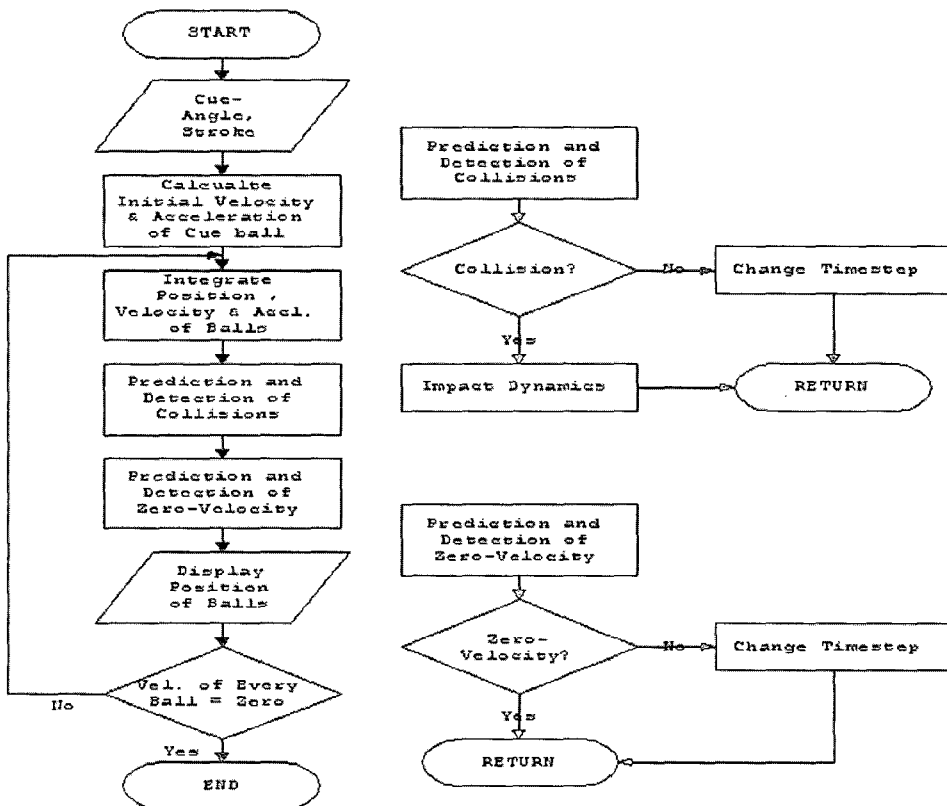 START
Cue-
Angle,
Stroke
Calcualte
Initial Velocity
& Acceleration
of Cue ball
Integrate
Position ,
Velocity & Accl.
of Balls
Prediction and
Detection of
Collisions
Prediction and
Detection of
Zero-Velocity
Display
Position
of Balls
Vel. of Every
Ball = Zero
No
Yes
END
Prediction and
Detection of
Collisions
Collision?
No
Change Timestep
Yes
Impact Dynamics
RETURN
Prediction and
Detection of
Zero-Velocity
Zero-
Velocity?
No
Change Timestep
Yes
RETURN